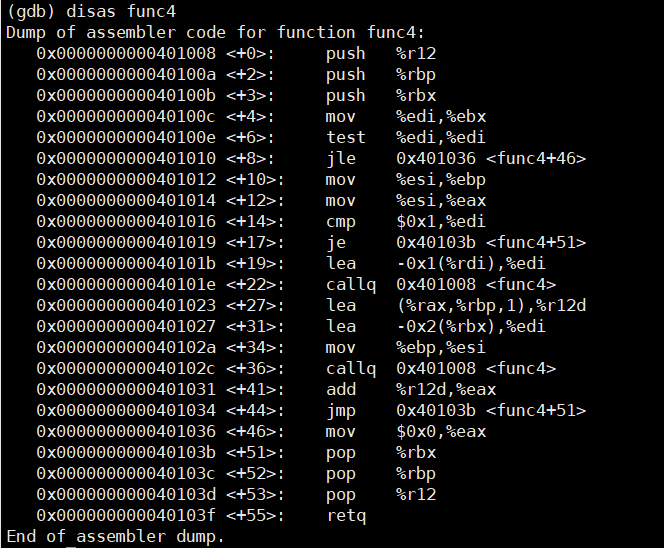 (gdb) disas func4
Dump of assembler code for function func4:
   0x0000000000401008 <+0>:     push   %r12
   0x000000000040100a <+2>:     push   %rbp
   0x000000000040100b <+3>:     push   %rbx
   0x000000000040100c <+4>:     mov    %edi,%ebx
   0x000000000040100e <+6>:     test   %edi,%edi
   0x0000000000401010 <+8>:     jle    0x401036 <func4+46>
   0x0000000000401012 <+10>:    mov    %esi,%ebp
   0x0000000000401014 <+12>:    mov    %esi,%eax
   0x0000000000401016 <+14>:    cmp    $0x1,%edi
   0x0000000000401019 <+17>:    je     0x40103b <func4+51>
   0x000000000040101b <+19>:    lea    -0x1(%rdi),%edi
   0x000000000040101e <+22>:    callq  0x401008 <func4>
   0x0000000000401023 <+27>:    lea    (%rax,%rbp,1),%r12d
   0x0000000000401027 <+31>:    lea    -0x2(%rbx),%edi
   0x000000000040102a <+34>:    mov    %ebp,%esi
   0x000000000040102c <+36>:    callq  0x401008 <func4>
   0x0000000000401031 <+41>:    add    %r12d,%eax
   0x0000000000401034 <+44>:    jmp    0x40103b <func4+51>
   0x0000000000401036 <+46>:    mov    $0x0,%eax
   0x000000000040103b <+51>:    pop    %rbx
   0x000000000040103c <+52>:    pop    %rbp
   0x000000000040103d <+53>:    pop    %r12
   0x000000000040103f <+55>:    retq
End of assembler dump.